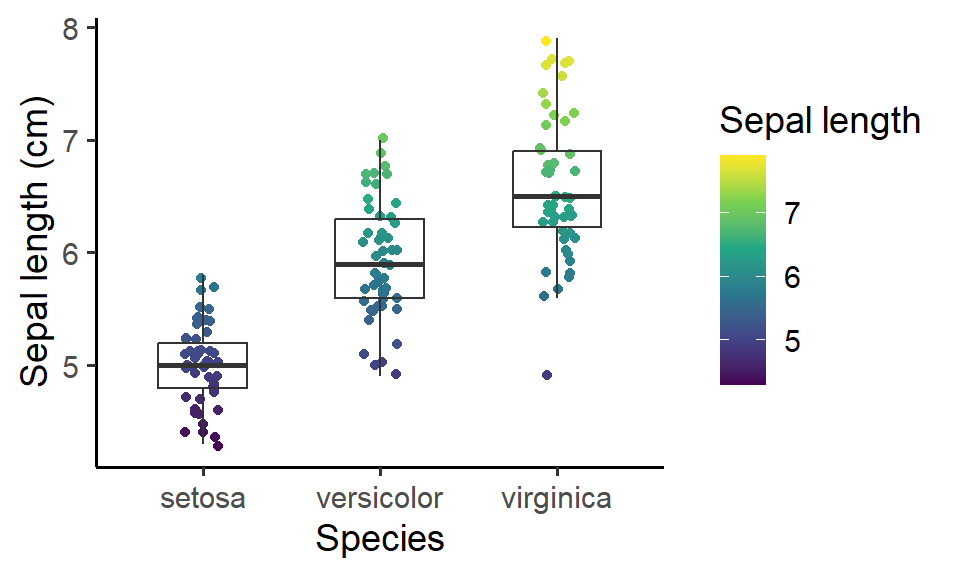 8
7
6
5
Sepal length (cm)
setosa
versicolor
virginica
Species
Sepal length
7
6
5